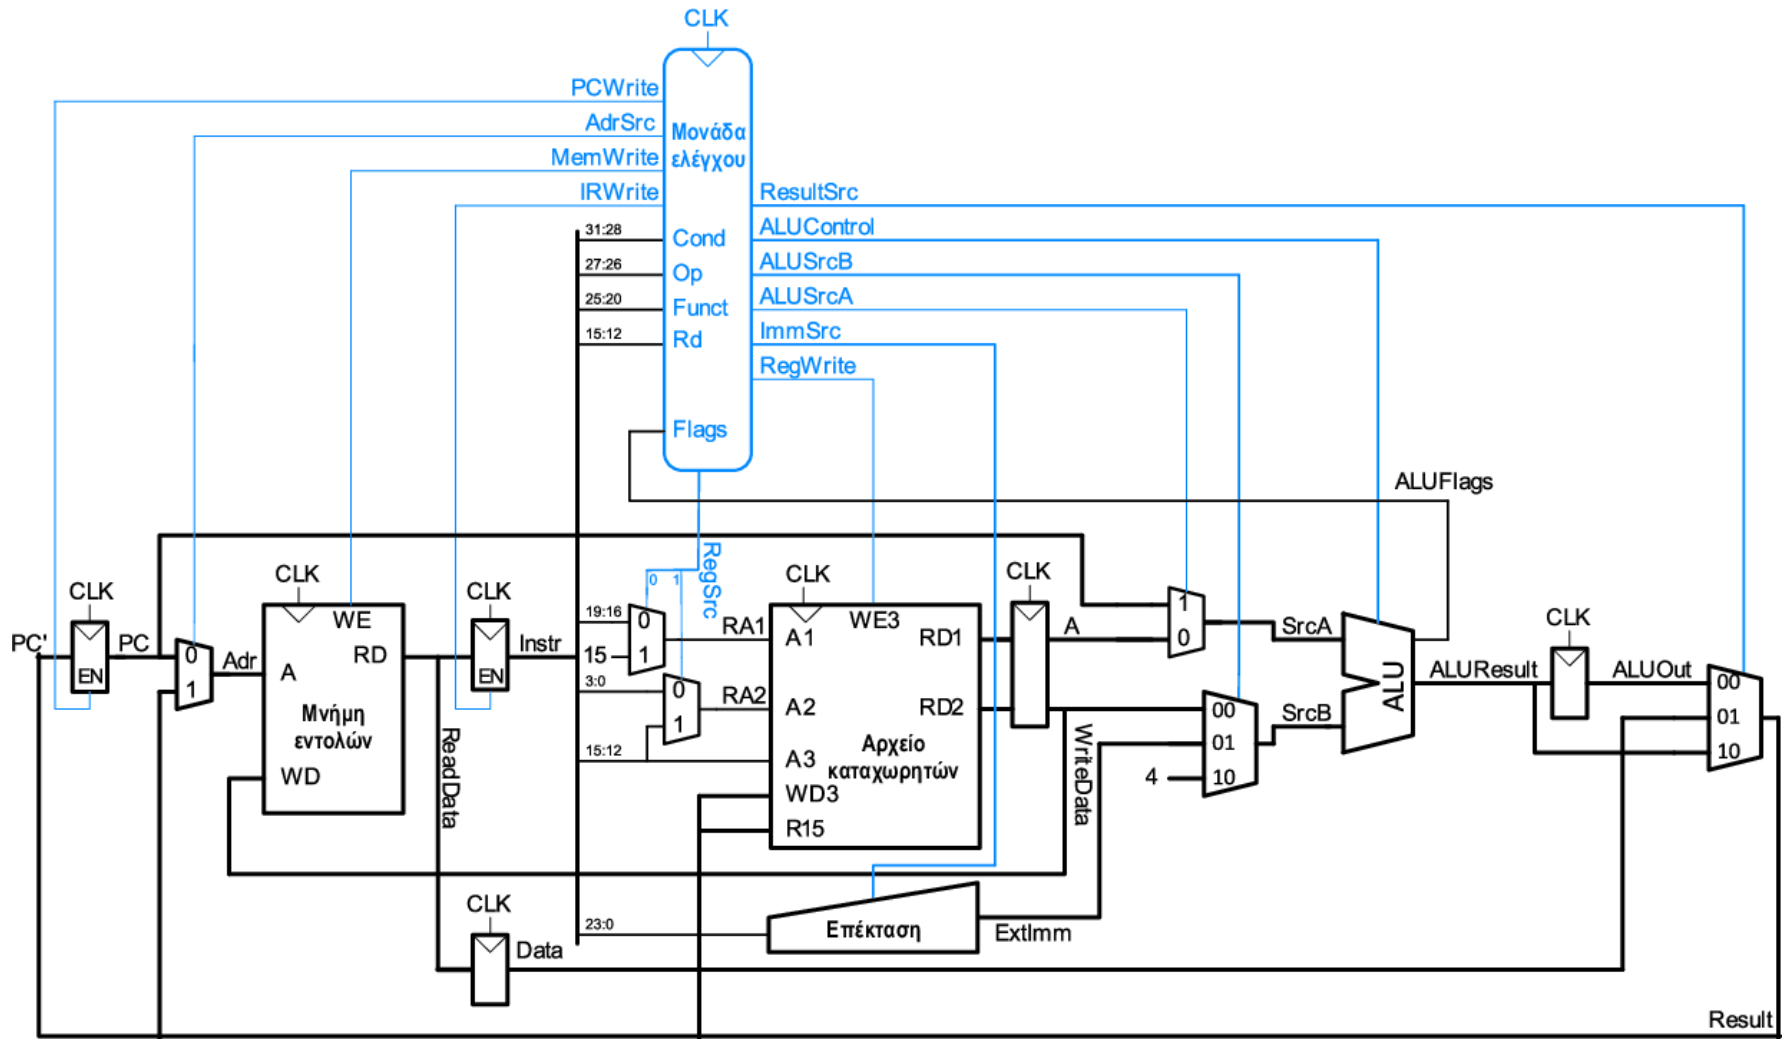 CLK
PCWrite
AdrSrc
MemWrite
IRWrite
Μονάδα
ελέγχου
ResultSrc
ALUControl
ALUSrcB
ALUSrcA
ImmSrc
RegWrite
31:28
Cond
27:26
Op
25:20
Funct
15:12
Rd
Flags
ALUFlags
RegSrc
0 1
CLK
PC'
EN
PC
0
1
Adr
CLK
WE
A
RD
Μνήμη
εντολών
WD
ReadData
CLK
EN
Instr
19:16
15
0
1
RA1
3:0
0
1
RA2
15:12
CLK
WE3
A1
RD1
A2
RD2
A3
Αρχείο
καταχωρητών
WD3
R15
CLK
A
WriteData
1
0
SrcA
00
01
4
10
SrcB
ALU
ALUResult
CLK
ALUOut
00
01
10
23:0
Επέκταση
ExtImm
CLK
Data
Result